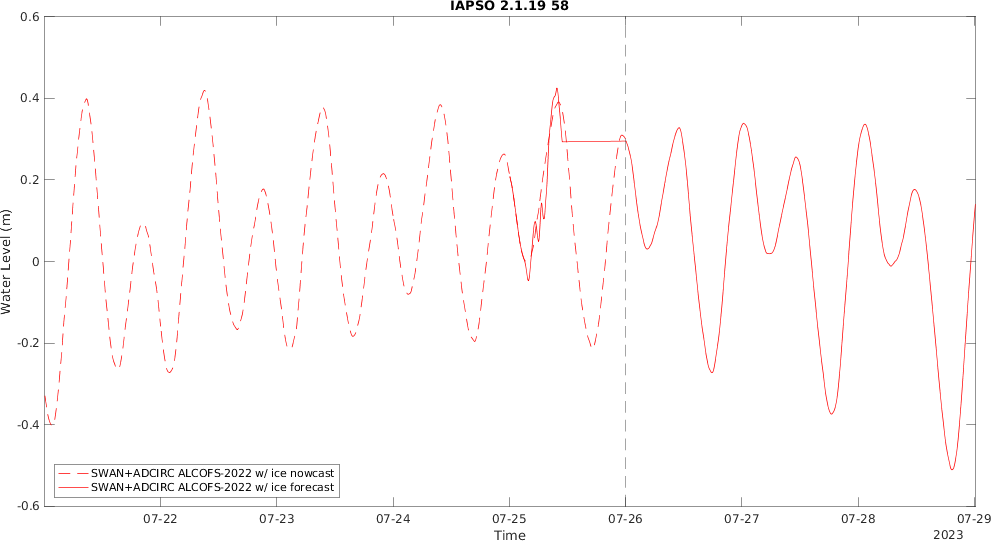 IAPSO 2.1.19 58
Water Level (m)
0.6
0.4
0.2
0
-0.2
-0.4
-0.6
SWAN+ADCIRC ALCOFS-2022 w/ ice nowcast
SWAN+ADCIRC ALCOFS-2022 w/ ice forecast
07-22 07-23 07-24 07-25 07-26 07-27 07-28 07-29
Time
2023